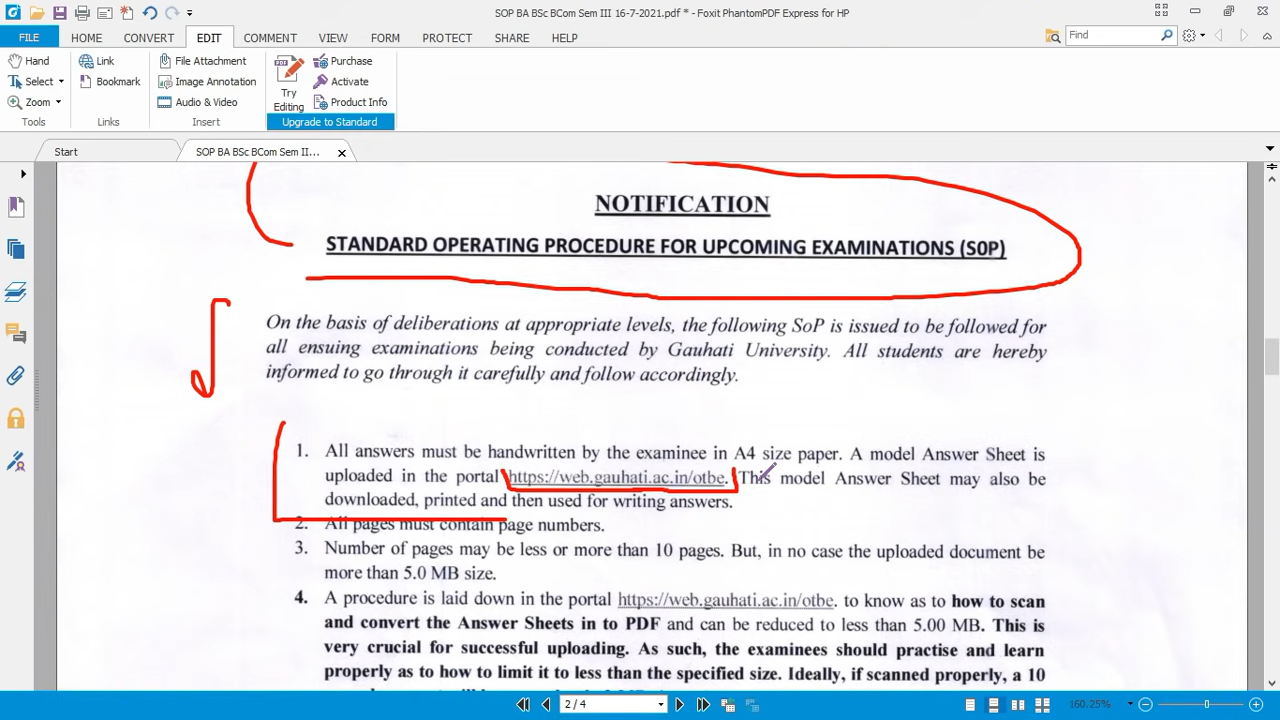 SOP BA BSc BCom Sem III 16-7-2021.pdf * - Foxit PhantomPDF Express for HP
FILE HOME CONVERT EDIT COMMENT VIEW FORM PROTECT SHARE HELP Find
Hand Link File Attachment Purchase
Select Bookmark Image Annotation Try Activate
Zoom Audio & Video Editing Product Info
Tools Links Insert Upgrade to Standard
Start SOP BA BSc BCom Sem II...
NOTIFICATION
STANDARD OPERATING PROCEDURE FOR UPCOMING EXAMINATIONS (SOP)
On the basis of deliberations at appropriate levels, the following SoP is issued to be followed for
all ensuing examinations being conducted by Gauhati University. All students are hereby
informed to go through it carefully and follow accordingly.
1. All answers must be handwritten by the examinee in A4 size paper. A model Answer Sheet is
uploaded in the portal https://web.gauhati.ac.in/otbe. This model Answer Sheet may also be
downloaded, printed and then used for writing answers.
2. All pages must contain page numbers.
3. Number of pages may be less or more than 10 pages. But, in no case the uploaded document be
more than 5.0 MB size.
4. A procedure is laid down in the portal https://web.gauhati.ac.in/otbe. to know as to how to scan
and convert the Answer Sheets in to PDF and can be reduced to less than 5.00 MB. This is
very crucial for successful uploading. As such, the examinees should practise and learn
properly as to how to limit it to less than the specified size. Ideally, if scanned properly, a 10
2 / 4 160.25%